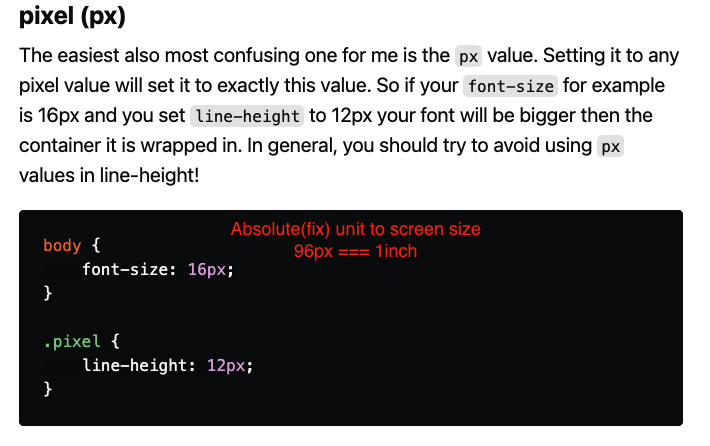 pixel (px)
The easiest also most confusing one for me is the px value. Setting it to any
pixel value will set it to exactly this value. So if your font-size for example
is 16px and you set line-height to 12px your font will be bigger then the
container it is wrapped in. In general, you should try to avoid using px
values in line-height!
Absolute(fix) unit to screen size
96px === 1inch
body {
    font-size: 16px;
}
.pixel {
    line-height: 12px;
}